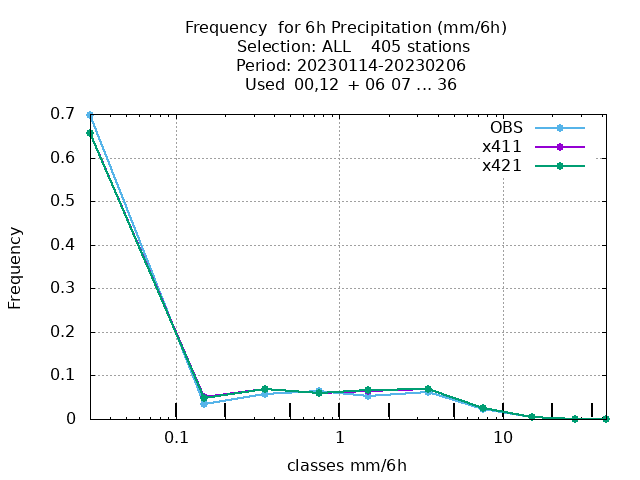 Frequency  for 6h Precipitation (mm/6h)
Selection: ALL    405 stations
Period: 20230114-20230206
Used  00,12  + 06 07 ... 36
OBS
x411
x421
0.7
0.6
0.5
0.4
0.3
0.2
0.1
0
Frequency
0.1 1 10
classes mm/6h